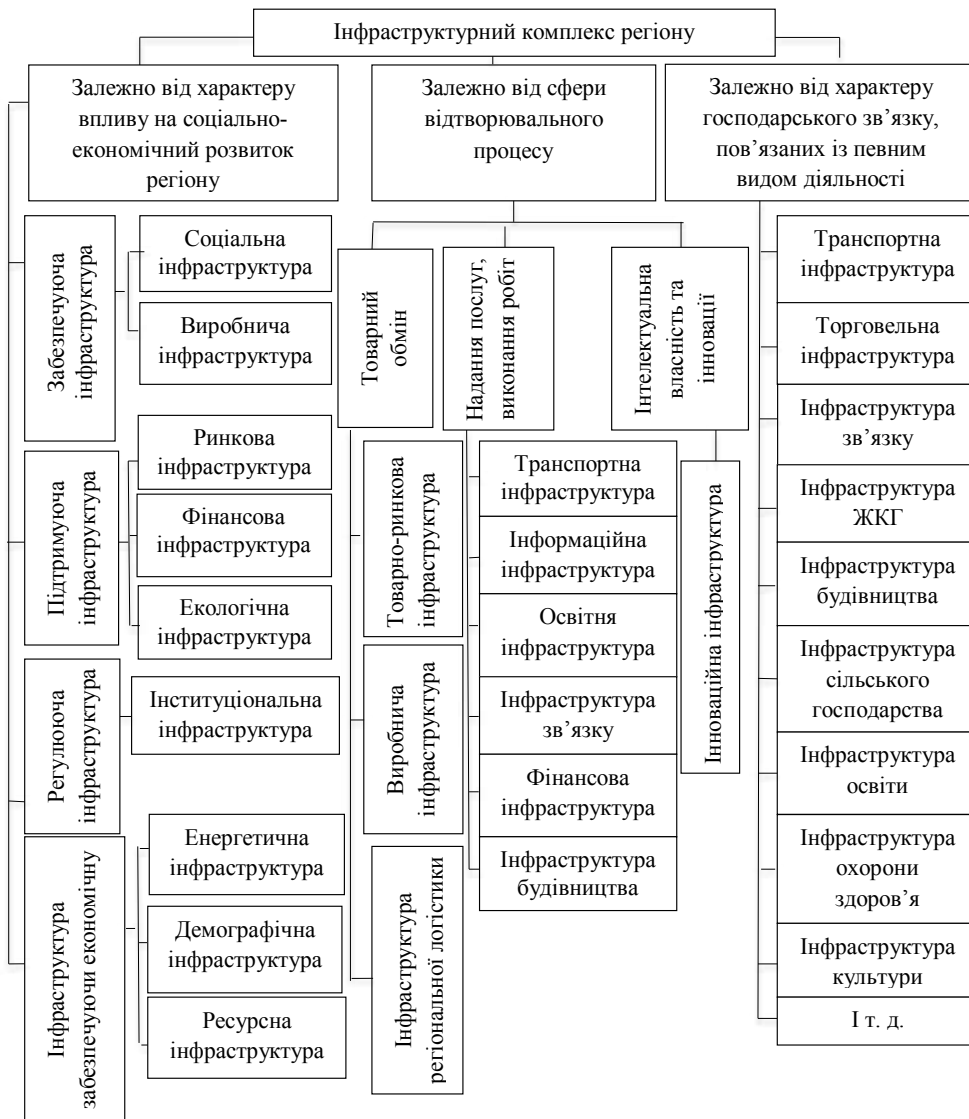 Інфраструктурний комплекс регіону
Залежно від характеру
впливу на соціально-
економічний розвиток
регіону
Забезпечуюча
інфраструктура
Соціальна
інфраструктура
Виробнича
інфраструктура
Підтримуюча
інфраструктура
Ринкова
інфраструктура
Фінансова
інфраструктура
Екологічна
інфраструктура
Регулююча
інфраструктура
Інституціональна
інфраструктура
Інфраструктура
забезпечуючи економічну
Енергетична
інфраструктура
Демографічна
інфраструктура
Ресурсна
інфраструктура
Залежно від сфери
відтворювального
процесу
Товарний
обмін
Товарно-ринкова
інфраструктура
Виробнича
інфраструктура
Інфраструктура
регіональної логістики
Надання послуг,
виконання робіт
Транспортна
інфраструктура
Інформаційна
інфраструктура
Освітня
інфраструктура
Інфраструктура
зв’язку
Фінансова
інфраструктура
Інфраструктура
будівництва
Інтелектуальна
власність та
інновації
Інноваційна інфраструктура
Залежно від характеру
господарського зв’язку,
пов’язаних із певним
видом діяльності
Транспортна
інфраструктура
Торговельна
інфраструктура
Інфраструктура
зв’язку
Інфраструктура
ЖКГ
Інфраструктура
будівництва
Інфраструктура
сільського
господарства
Інфраструктура
освіти
Інфраструктура
охорони
здоров’я
Інфраструктура
культури
І т. д.